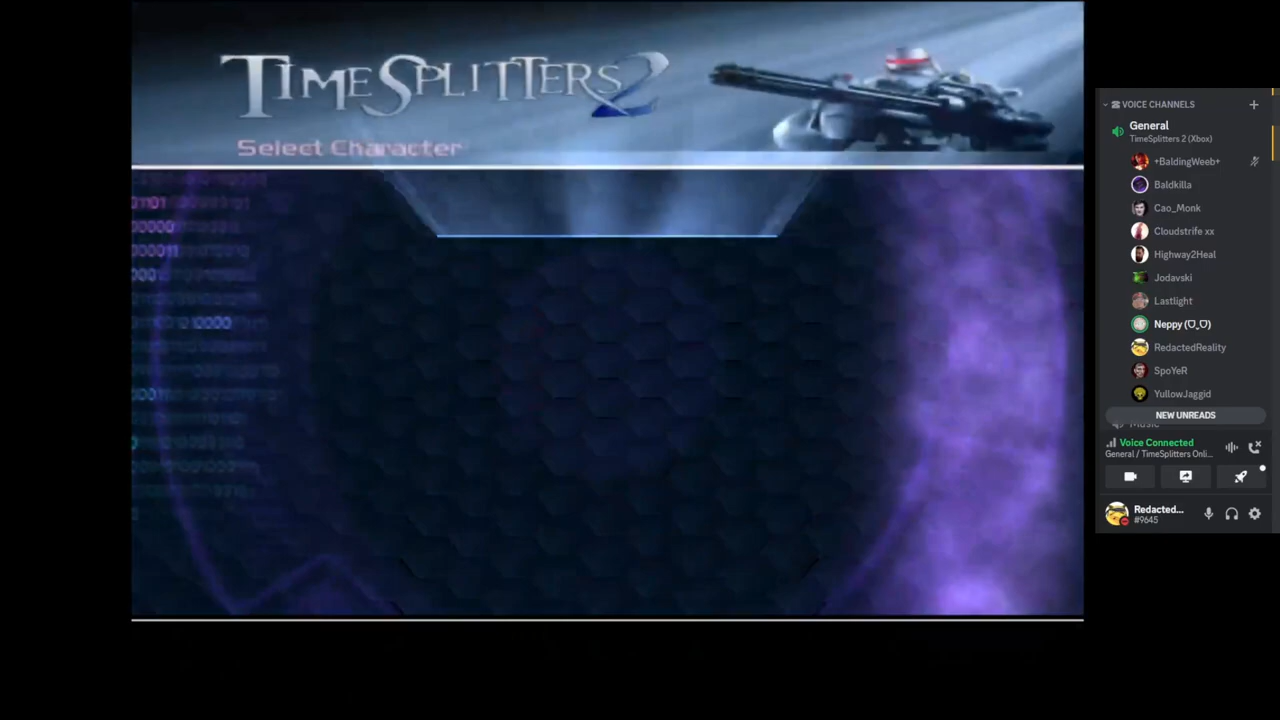 TIMESPLITTERS 2
Select Character
VOICE CHANNELS
General
TimeSplitters 2 (Xbox)
+BaldingWeeb+
Baldkilla
Cao_Monk
Cloudstrife xx
Highway2Heal
Jodavski
Lastlight
Neppy (ᗜ_ᗜ)
RedactedReality
SpoYeR
YullowJaggid
NEW UNREADS
Voice Connected
General / TimeSplitters Onli...
Redacted...
#9645